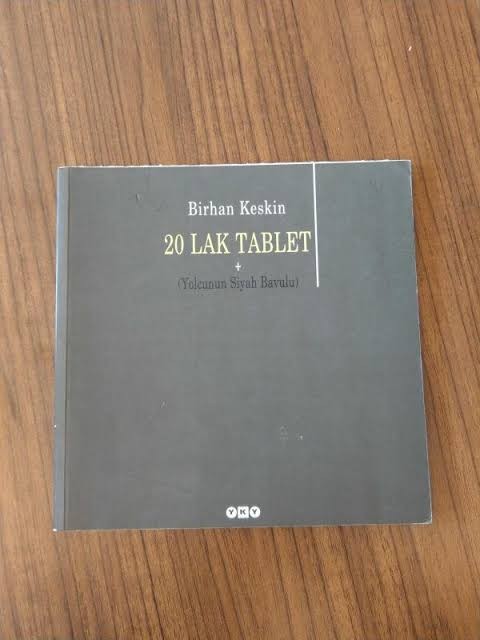 Birhan Keskin
20 LAK TABLET
+
(Yolcunun Siyah Bavulu)
YKY